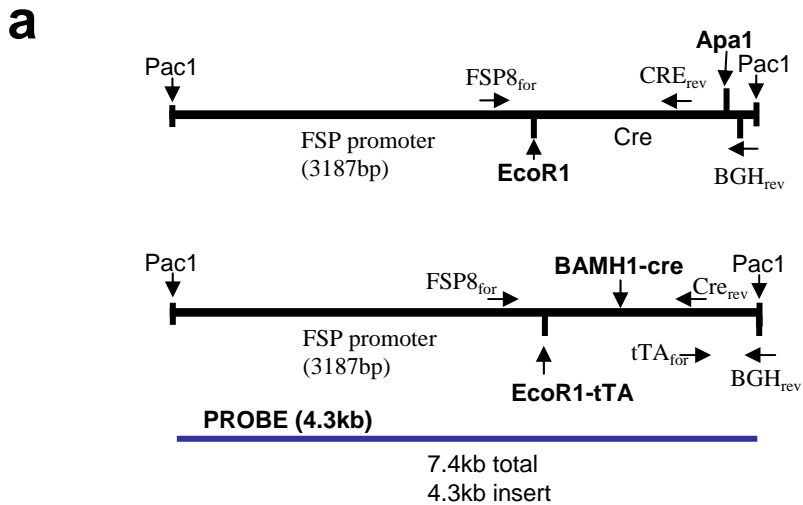 a
Apa1
Pac1
FSP8for
CRErev
Pac1
FSP promoter
(3187bp)
EcoR1
Cre
BGHrev
Pac1
FSP8for
BAMH1-cre
Crerev
Pac1
FSP promoter
(3187bp)
EcoR1-tTA
tTAfor
BGHrev
PROBE (4.3kb)
7.4kb total
4.3kb insert